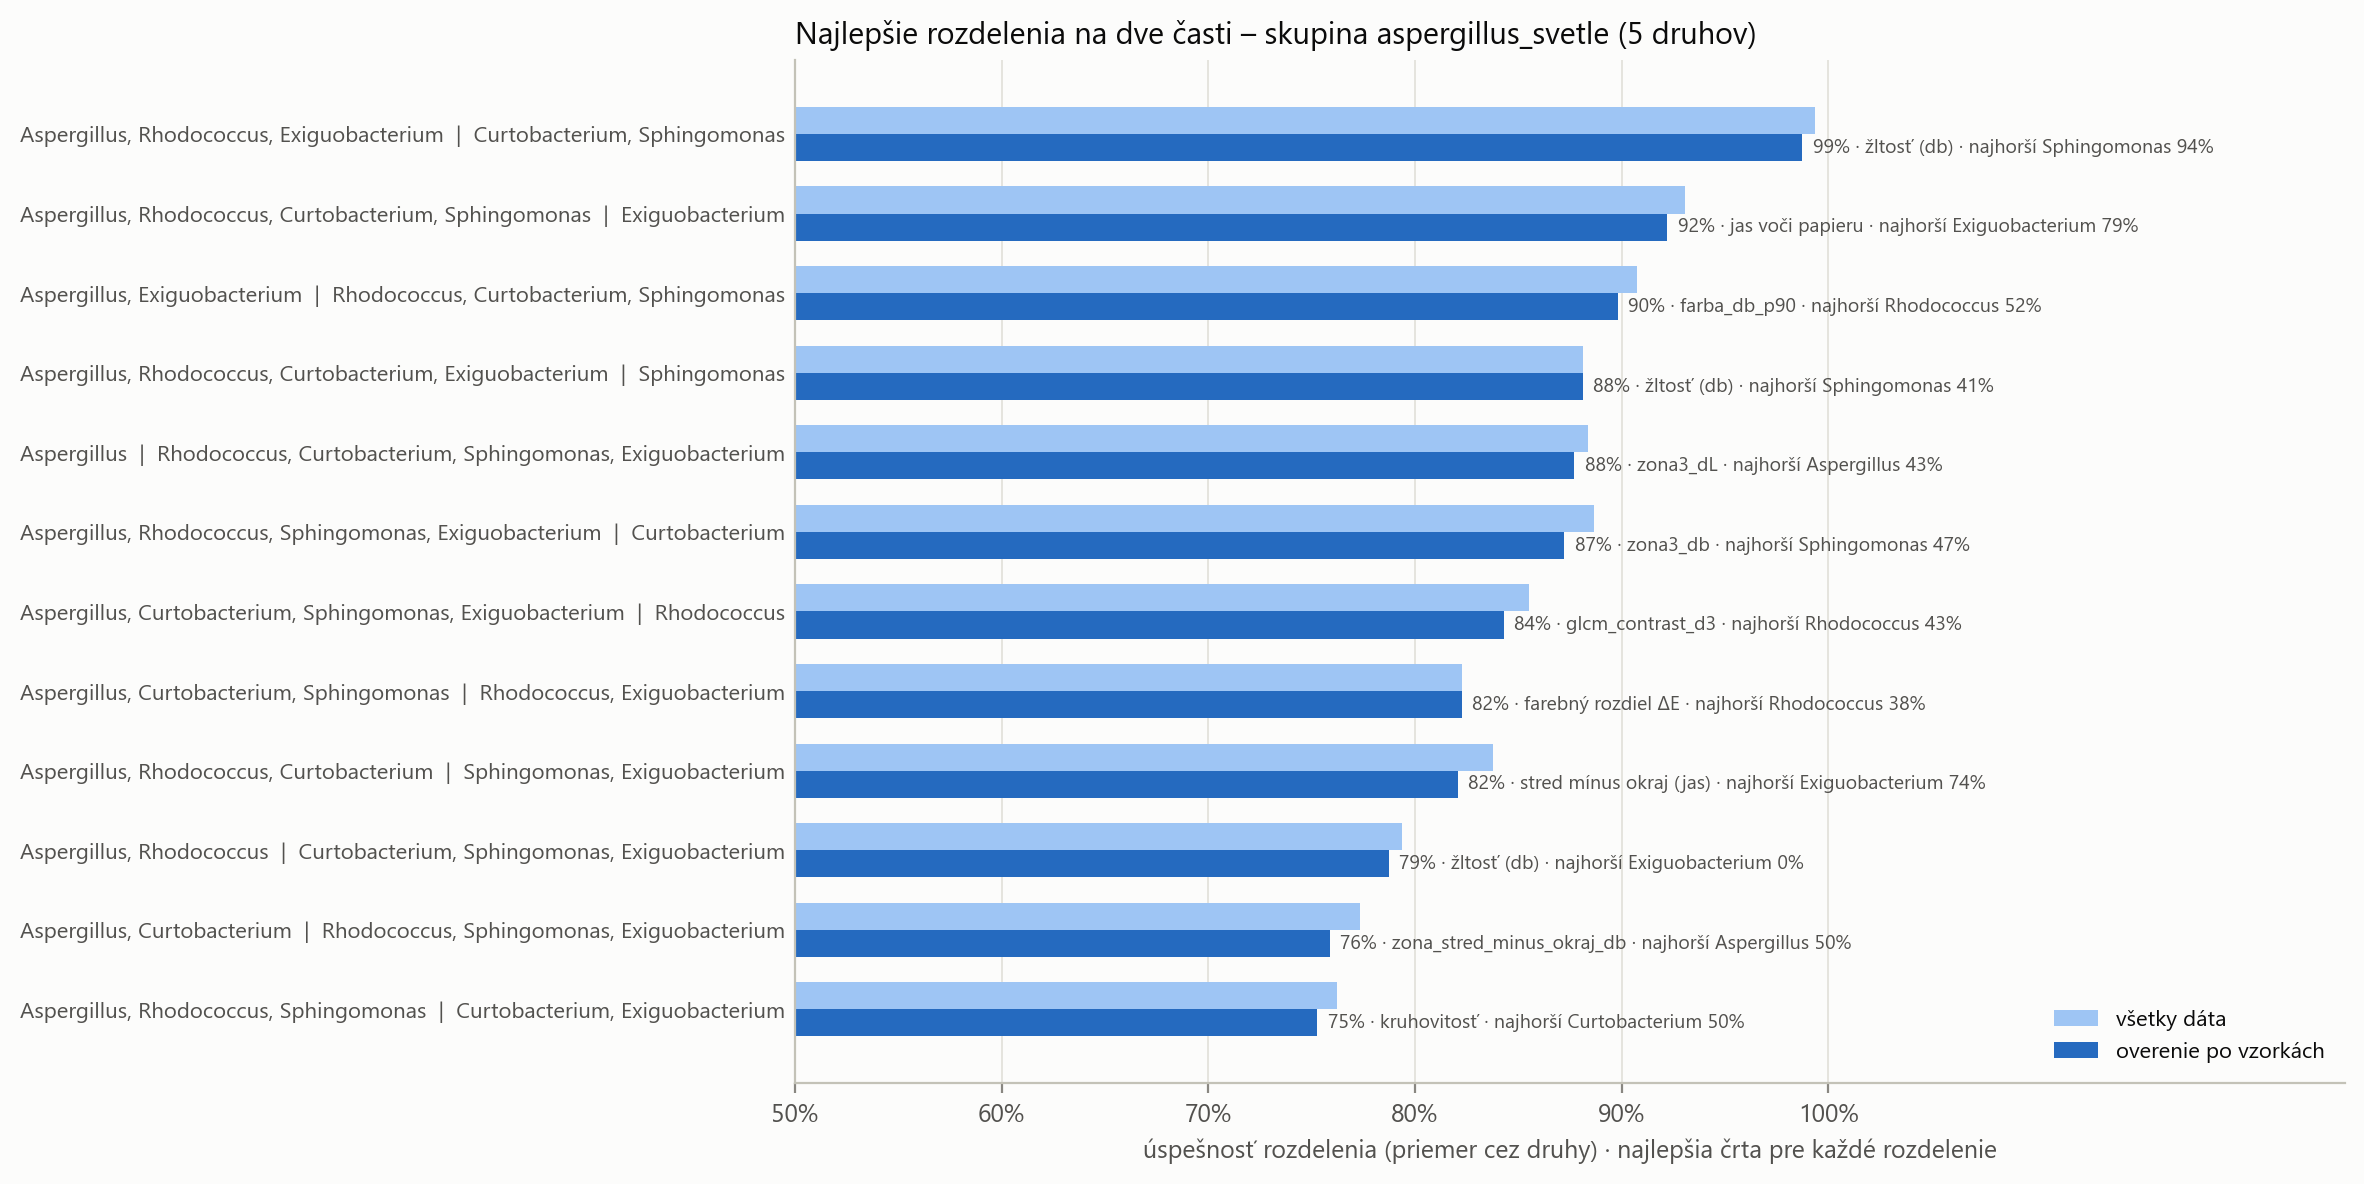 Najlepšie rozdelenia na dve časti – skupina aspergillus_svetle (5 druhov)
Aspergillus, Rhodococcus, Exiguobacterium | Curtobacterium, Sphingomonas
99% · žltosť (db) · najhorší Sphingomonas 94%
Aspergillus, Rhodococcus, Curtobacterium, Sphingomonas | Exiguobacterium
92% · jas voči papieru · najhorší Exiguobacterium 79%
Aspergillus, Exiguobacterium | Rhodococcus, Curtobacterium, Sphingomonas
90% · farba_db_p90 · najhorší Rhodococcus 52%
Aspergillus, Rhodococcus, Curtobacterium, Exiguobacterium | Sphingomonas
88% · žltosť (db) · najhorší Sphingomonas 41%
Aspergillus | Rhodococcus, Curtobacterium, Sphingomonas, Exiguobacterium
88% · zona3_dL · najhorší Aspergillus 43%
Aspergillus, Rhodococcus, Sphingomonas, Exiguobacterium | Curtobacterium
87% · zona3_db · najhorší Sphingomonas 47%
Aspergillus, Curtobacterium, Sphingomonas, Exiguobacterium | Rhodococcus
84% · glcm_contrast_d3 · najhorší Rhodococcus 43%
Aspergillus, Curtobacterium, Sphingomonas | Rhodococcus, Exiguobacterium
82% · farebný rozdiel ΔE · najhorší Rhodococcus 38%
Aspergillus, Rhodococcus, Curtobacterium | Sphingomonas, Exiguobacterium
82% · stred mínus okraj (jas) · najhorší Exiguobacterium 74%
Aspergillus, Rhodococcus | Curtobacterium, Sphingomonas, Exiguobacterium
79% · žltosť (db) · najhorší Exiguobacterium 0%
Aspergillus, Curtobacterium | Rhodococcus, Sphingomonas, Exiguobacterium
76% · zona_stred_minus_okraj_db · najhorší Aspergillus 50%
Aspergillus, Rhodococcus, Sphingomonas | Curtobacterium, Exiguobacterium
75% · kruhovitosť · najhorší Curtobacterium 50%
všetky dáta
overenie po vzorkách
50% 60% 70% 80% 90% 100%
úspešnosť rozdelenia (priemer cez druhy) · najlepšia črta pre každé rozdelenie